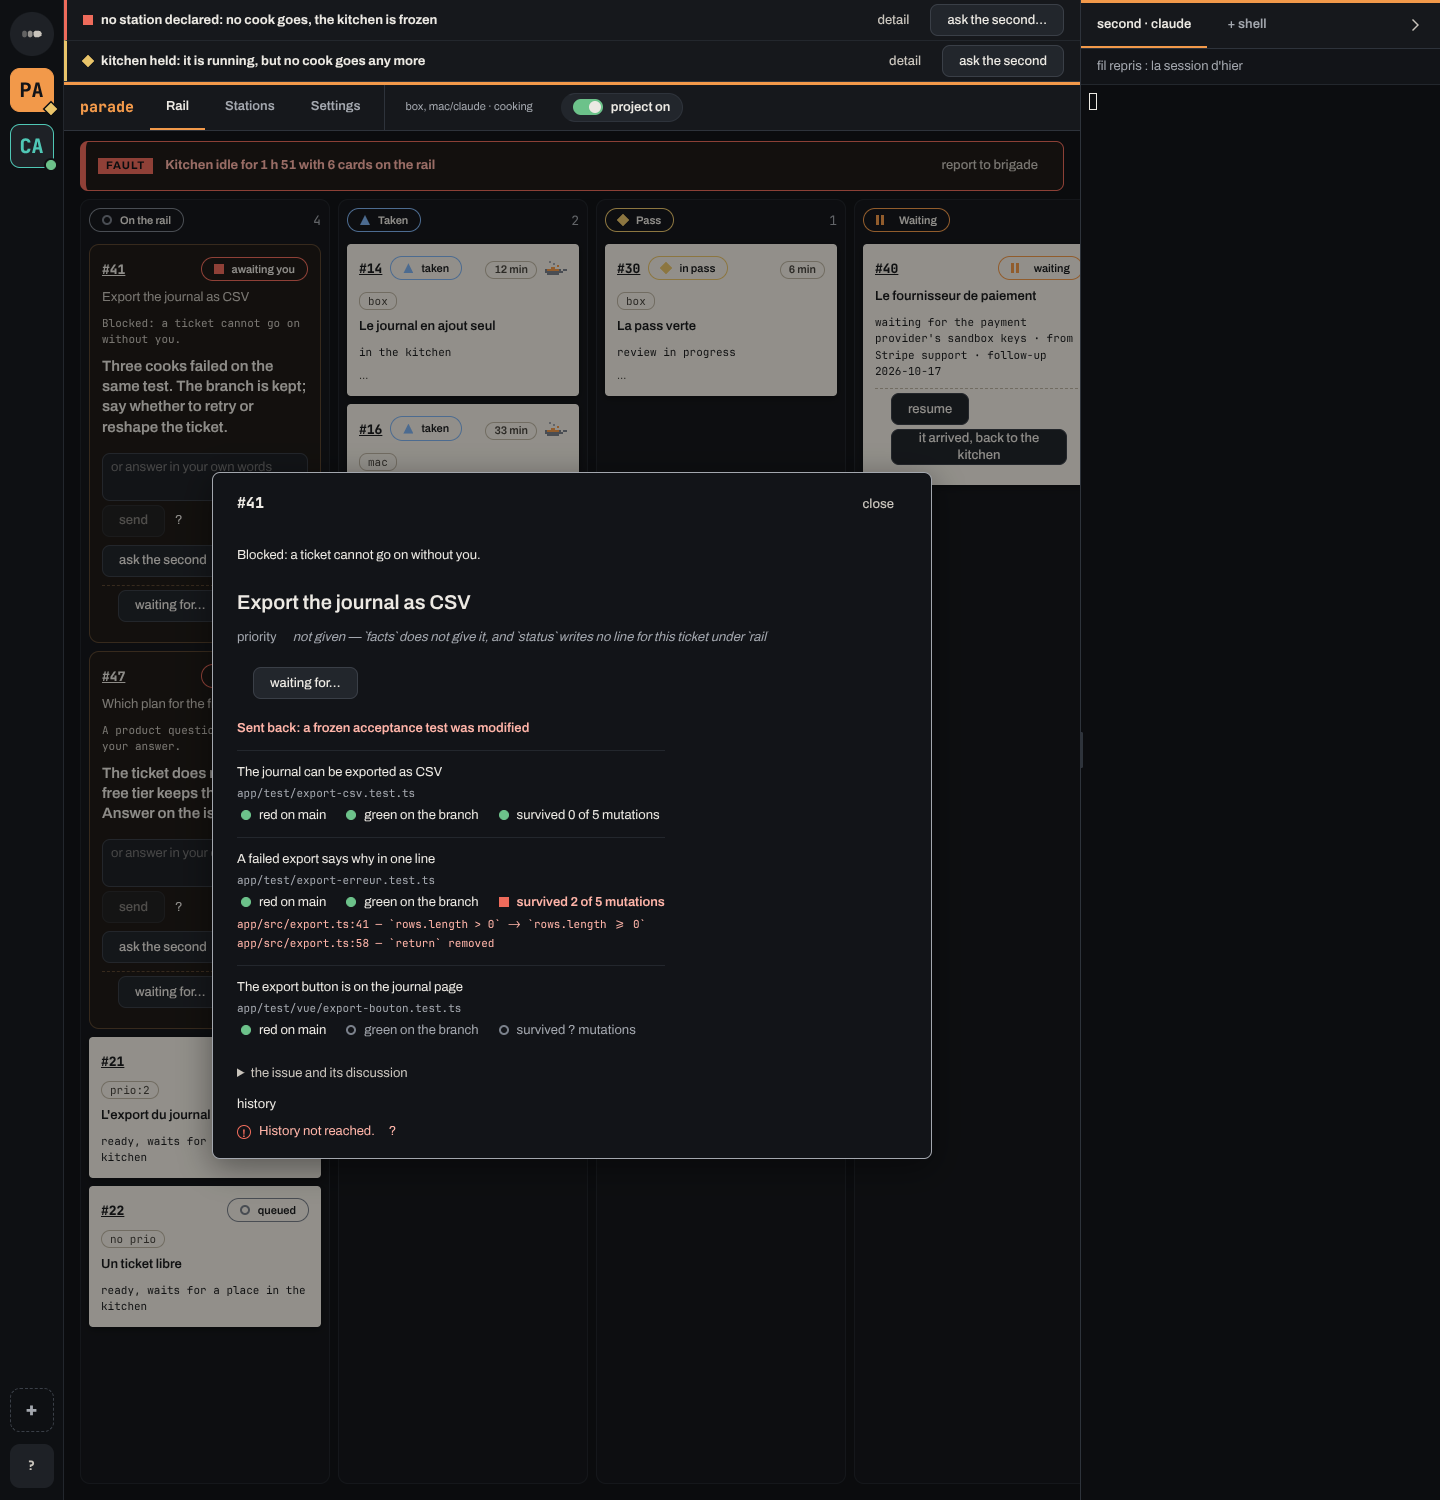 no station declared: no cook goes, the kitchen is frozen
detail
ask the second...
kitchen held: it is running, but no cook goes any more
detail
ask the second
second · claude
+ shell
fil repris : la session d'hier
PA
CA
parade
Rail
Stations
Settings
box, mac/claude · cooking
project on
FAULT
Kitchen idle for 1 h 51 with 6 cards on the rail
report to brigade
On the rail
4
Taken
2
Pass
1
Waiting
#41
awaiting you
Export the journal as CSV
Blocked: a ticket cannot go on
without you.
Three cooks failed on the
same test. The branch is kept;
say whether to retry or
reshape the ticket.
or answer in your own words
send
?
ask the second
waiting for...
#14
taken
12 min
box
Le journal en ajout seul
in the kitchen
...
#16
taken
33 min
mac
#30
in pass
6 min
box
La pass verte
review in progress
...
#40
waiting
Le fournisseur de paiement
waiting for the payment
provider's sandbox keys · from
Stripe support · follow-up
2026-10-17
resume
it arrived, back to the
kitchen
#47
Which plan for the f
A product questio
your answer.
The ticket does
free tier keeps th
Answer on the is
or answer in your
send
?
ask the second
waiting for...
#21
prio:2
L'export du journal
ready, waits for
kitchen
#22
queued
no prio
Un ticket libre
ready, waits for a place in the
kitchen
#41
close
Blocked: a ticket cannot go on without you.
Export the journal as CSV
priority
not given — `facts` does not give it, and `status` writes no line for this ticket under `rail
waiting for...
Sent back: a frozen acceptance test was modified
The journal can be exported as CSV
app/test/export-csv.test.ts
red on main
green on the branch
survived 0 of 5 mutations
A failed export says why in one line
app/test/export-erreur.test.ts
red on main
green on the branch
survived 2 of 5 mutations
app/src/export.ts:41 — `rows.length > 0` → `rows.length ⩾ 0`
app/src/export.ts:58 — `return` removed
The export button is on the journal page
app/test/vue/export-bouton.test.ts
red on main
green on the branch
survived ? mutations
the issue and its discussion
history
History not reached.
?
+
?